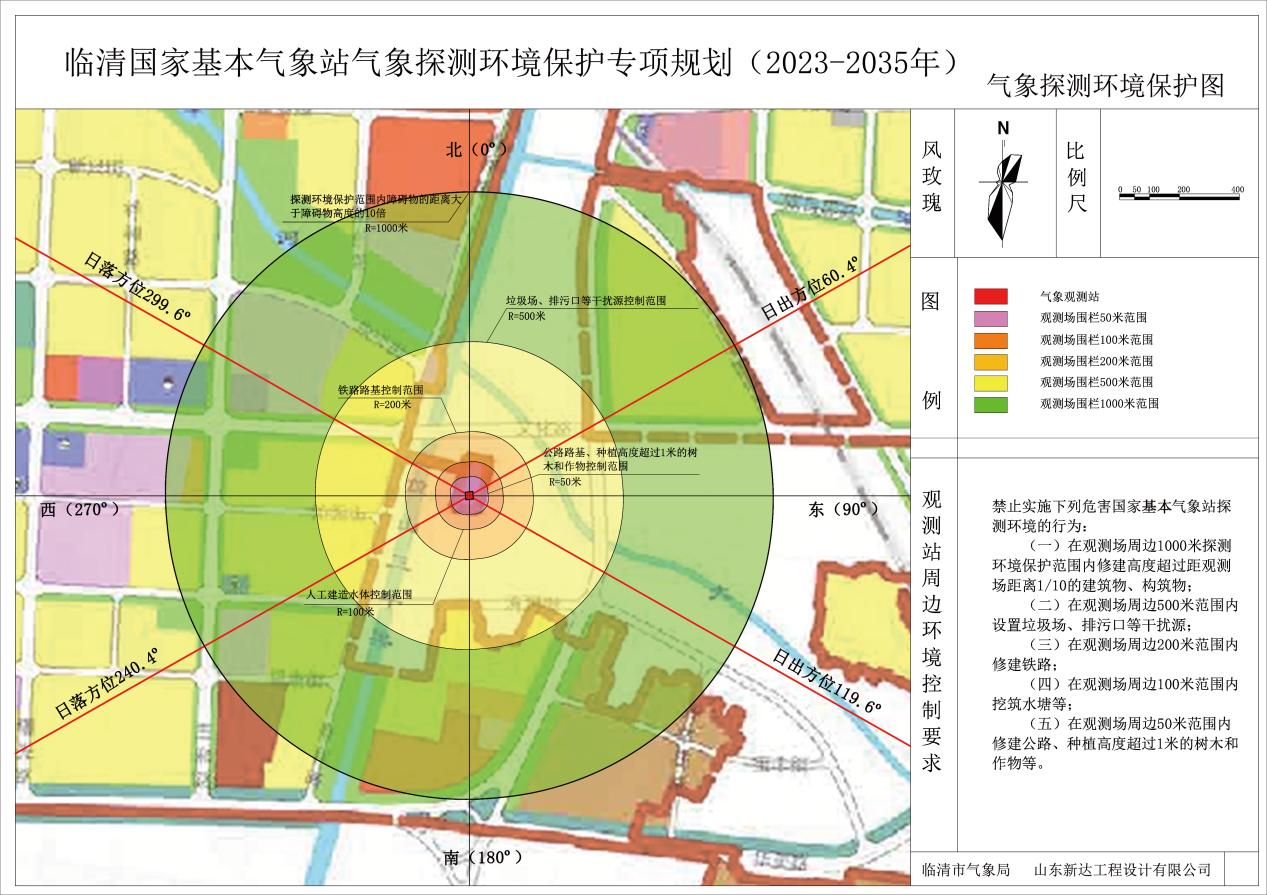 临清国家基本气象站气象探测环境保护专项规划（2023-2035年）
气象探测环境保护图
北（0°）
探测环境保护范围内障碍物的距离大
于障碍物高度的10倍
R=1000米
日落方位299.6°
日出方位60.4°
垃圾场、排污口等干扰源控制范围
R=500米
铁路路基控制范围
R=200米
公路路基、种植高度超过1米的树
木和作物控制范围
R=50米
西（270°）
东（90°）
人工建造水体控制范围
R=100米
日落方位240.4°
日出方位119.6°
南（180°）
风玫瑰
N
比例尺
0 50 100 200 400
图例
气象观测站
观测场围栏50米范围
观测场围栏100米范围
观测场围栏200米范围
观测场围栏500米范围
观测场围栏1000米范围
观测站周边环境控制要求
禁止实施下列危害国家基本气象站探
测环境的行为：
（一）在观测场周边1000米探测
环境保护范围内修建高度超过距观测
场距离1/10的建筑物、构筑物；
（二）在观测场周边500米范围内
设置垃圾场、排污口等干扰源；
（三）在观测场周边200米范围内
修建铁路；
（四）在观测场周边100米范围内
挖筑水塘等；
（五）在观测场周边50米范围内
修建公路、种植高度超过1米的树木和
作物等。
临清市气象局 山东新达工程设计有限公司